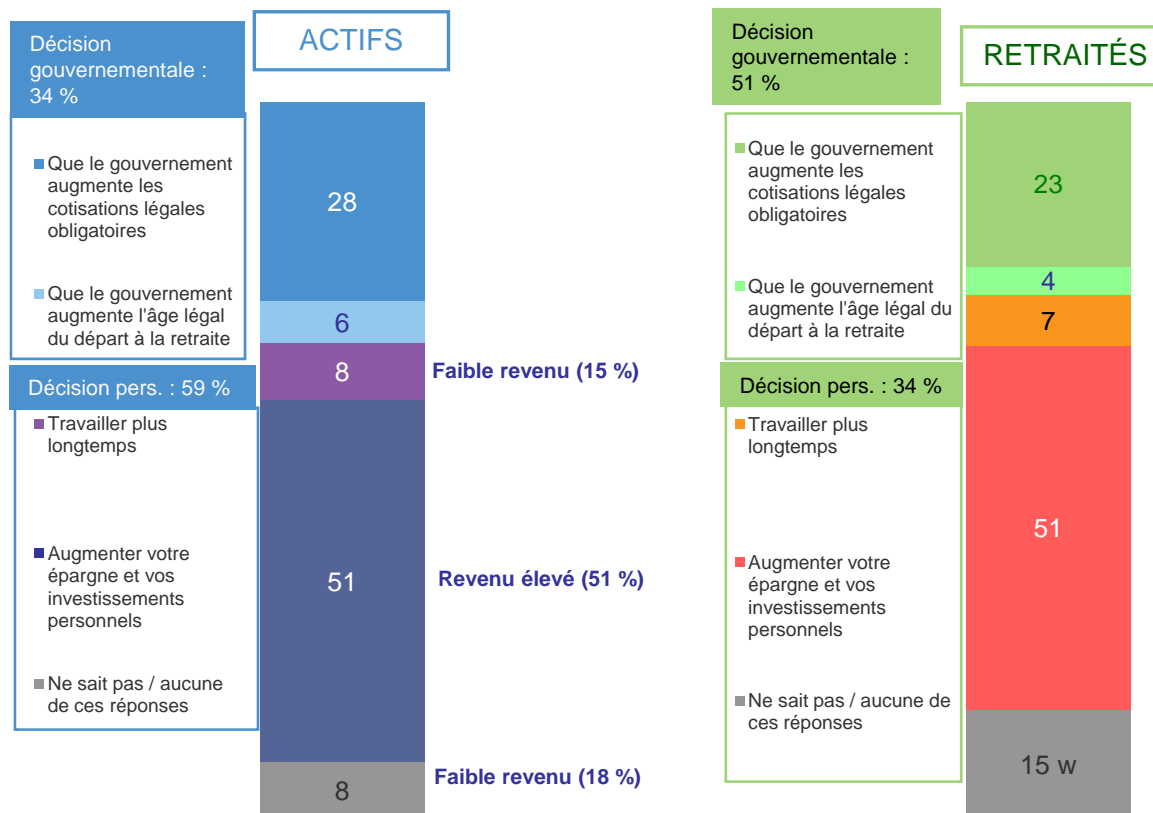 ACTIFS
Décision
gouvernementale :
34 %
Que le gouvernement
augmente les
cotisations légales
obligatoires
28
Que le gouvernement
augmente l'âge légal
du départ à la retraite
6
8
Faible revenu (15 %)
Décision pers. : 59 %
Travailler plus
longtemps
Augmenter votre
épargne et vos
investissements
personnels
51
Revenu élevé (51 %)
Ne sait pas / aucune
de ces réponses
8
Faible revenu (18 %)
RETRAITÉS
Décision
gouvernementale :
51 %
Que le gouvernement
augmente les
cotisations légales
obligatoires
23
Que le gouvernement
augmente l'âge légal du
départ à la retraite
4
7
Décision pers. : 34 %
Travailler plus
longtemps
51
Augmenter votre
épargne et vos
investissements
personnels
Ne sait pas / aucune de
ces réponses
15 w